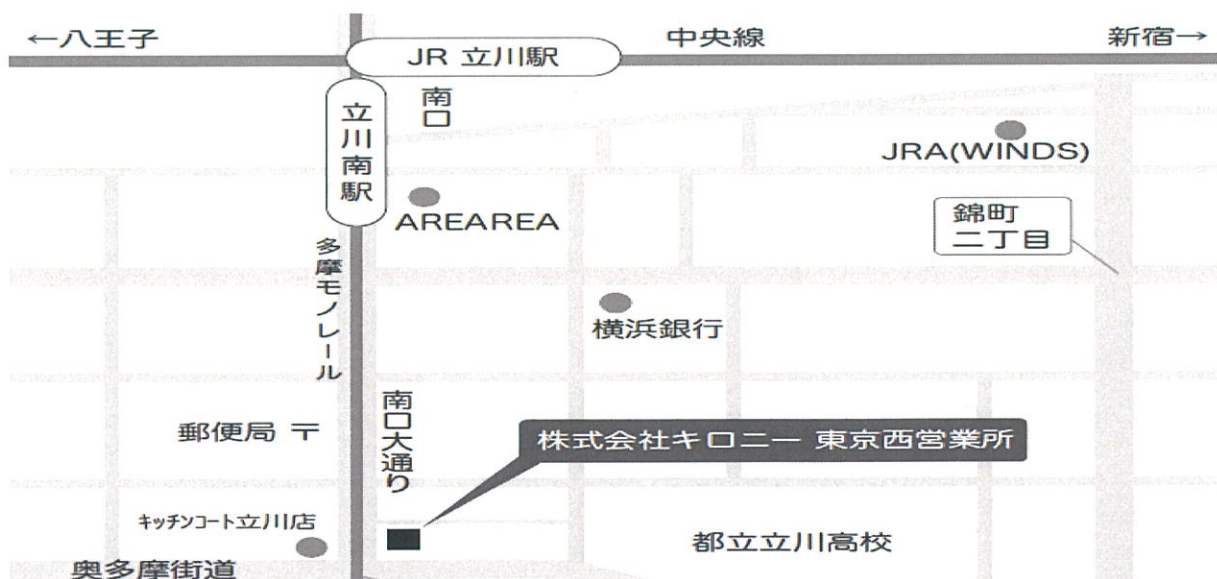 ←八王子
JR 立川駅
中央線
新宿→
南口
立川南駅
JRA(WINDS)
AREAREA
錦町
二丁目
多摩モノレール
横浜銀行
南口大通り
郵便局 〒
株式会社キロニー 東京西営業所
キッチンコート立川店
都立立川高校
奥多摩街道